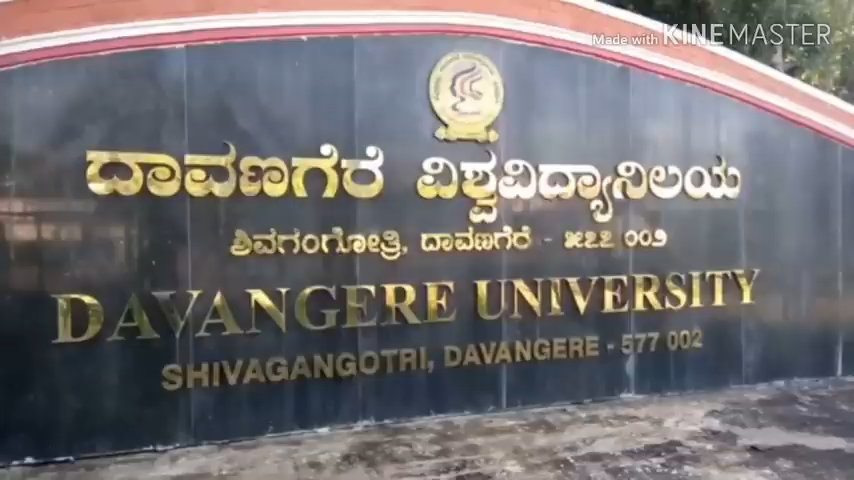 Made with KINEMASTER
ದಾವಣಗೆರೆ ವಿಶ್ವವಿದ್ಯಾನಿಲಯ
ಶಿವಗಂಗೋತ್ರಿ, ದಾವಣಗೆರೆ - ೫೭೭ ೦೦೨
DAVANGERE UNIVERSITY
SHIVAGANGOTRI, DAVANGERE - 577 002